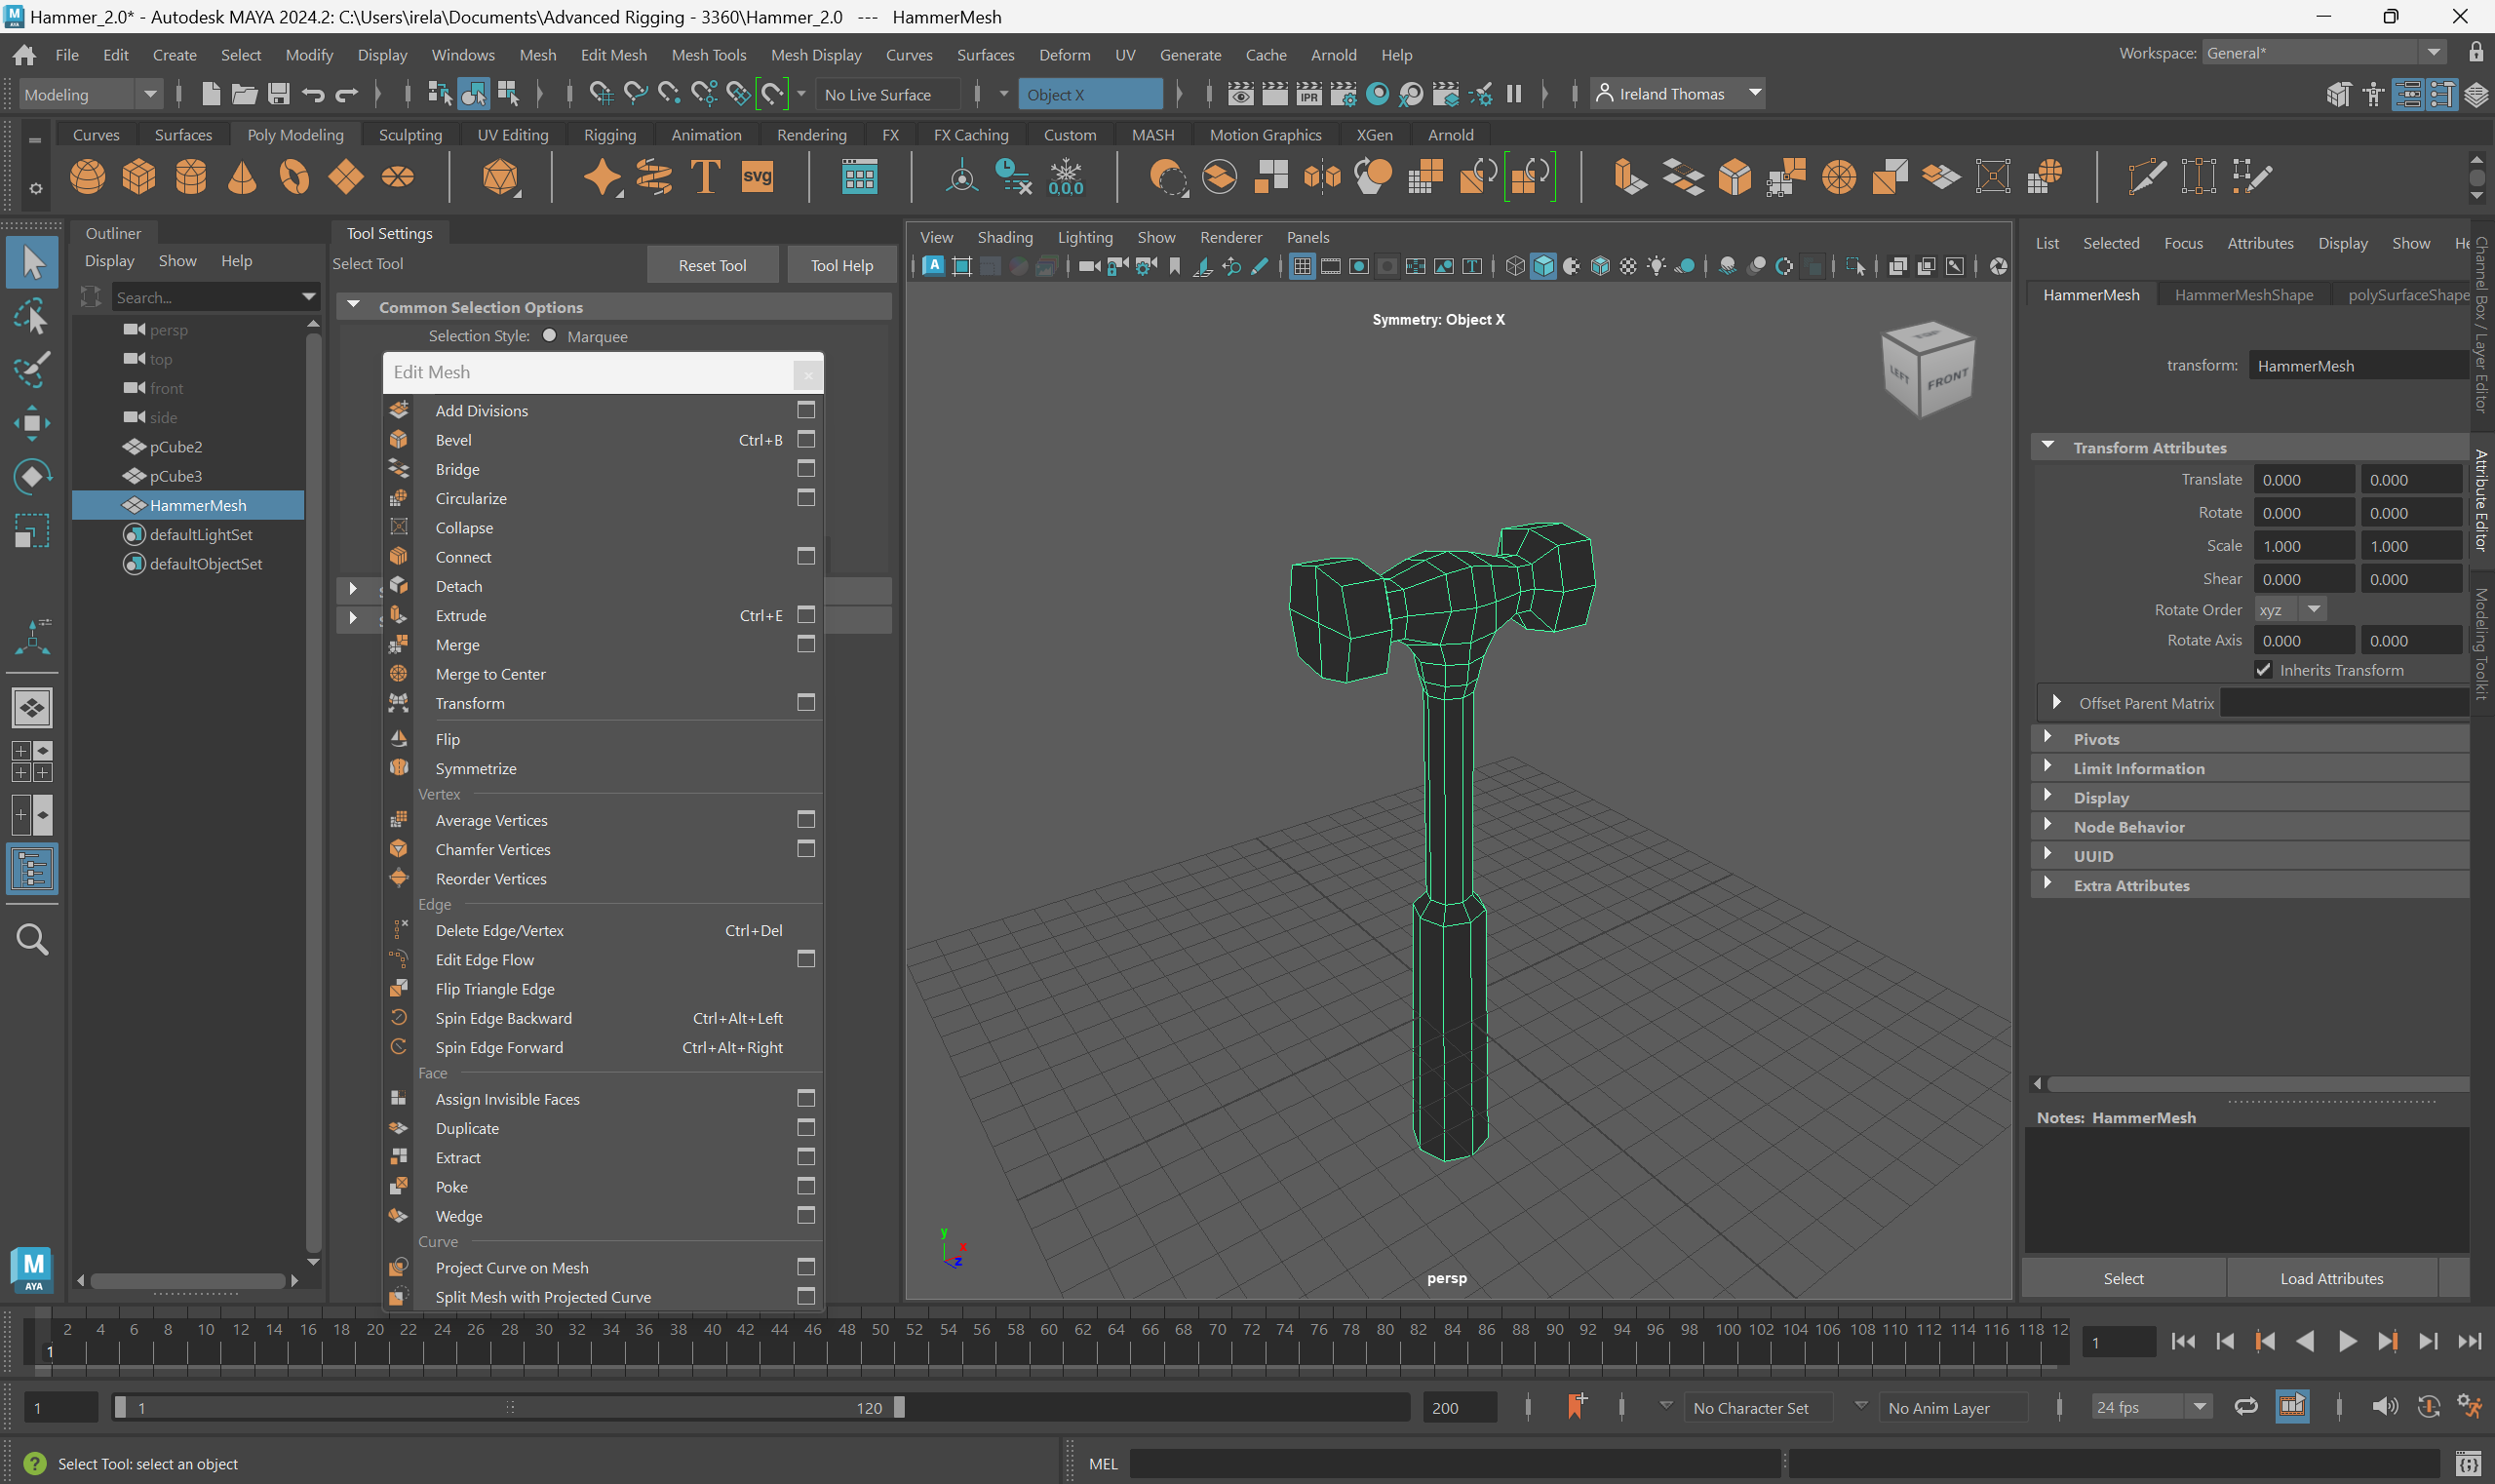 Hammer_2.0* - Autodesk MAYA 2024.2: C:\Users\irela\Documents\Advanced Rigging - 3360\Hammer_2.0 --- HammerMesh
File Edit Create Select Modify Display Windows Mesh Edit Mesh Mesh Tools Mesh Display Curves Surfaces Deform UV Generate Cache Arnold Help
Workspace: General*
Modeling
No Live Surface
Object X
IPR
Ireland Thomas
Curves Surfaces Poly Modeling Sculpting UV Editing Rigging Animation Rendering FX FX Caching Custom MASH Motion Graphics XGen Arnold
T svg 0,0,0
Outliner
Display Show Help
Search...
persp
top
front
side
pCube2
pCube3
HammerMesh
defaultLightSet
defaultObjectSet
Tool Settings
Select Tool
Reset Tool
Tool Help
Common Selection Options
Selection Style: Marquee
Edit Mesh
Add Divisions
Bevel Ctrl+B
Bridge
Circularize
Collapse
Connect
Detach
Extrude Ctrl+E
Merge
Merge to Center
Transform
Flip
Symmetrize
Vertex
Average Vertices
Chamfer Vertices
Reorder Vertices
Edge
Delete Edge/Vertex Ctrl+Del
Edit Edge Flow
Flip Triangle Edge
Spin Edge Backward Ctrl+Alt+Left
Spin Edge Forward Ctrl+Alt+Right
Face
Assign Invisible Faces
Duplicate
Extract
Poke
Wedge
Curve
Project Curve on Mesh
Split Mesh with Projected Curve
View Shading Lighting Show Renderer Panels
Symmetry: Object X
TOP
LEFT
FRONT
y
x
z
persp
List Selected Focus Attributes Display Show He
HammerMesh HammerMeshShape polySurfaceShape
transform: HammerMesh
Transform Attributes
Translate 0.000 0.000
Rotate 0.000 0.000
Scale 1.000 1.000
Shear 0.000 0.000
Rotate Order xyz
Rotate Axis 0.000 0.000
Inherits Transform
Offset Parent Matrix
Pivots
Limit Information
Display
Node Behavior
UUID
Extra Attributes
Notes: HammerMesh
Select
Load Attributes
Channel Box / Layer Editor
Attribute Editor
Modeling Toolkit
M
AYA
2 4 6 8 10 12 14 16 18 20 22 24 26 28 30 32 34 36 38 40 42 44 46 48 50 52 54 56 58 60 62 64 66 68 70 72 74 76 78 80 82 84 86 88 90 92 94 96 98 100 102 104 106 108 110 112 114 116 118 12
1
1
1
1
120
200
No Character Set
No Anim Layer
24 fps
Select Tool: select an object
MEL